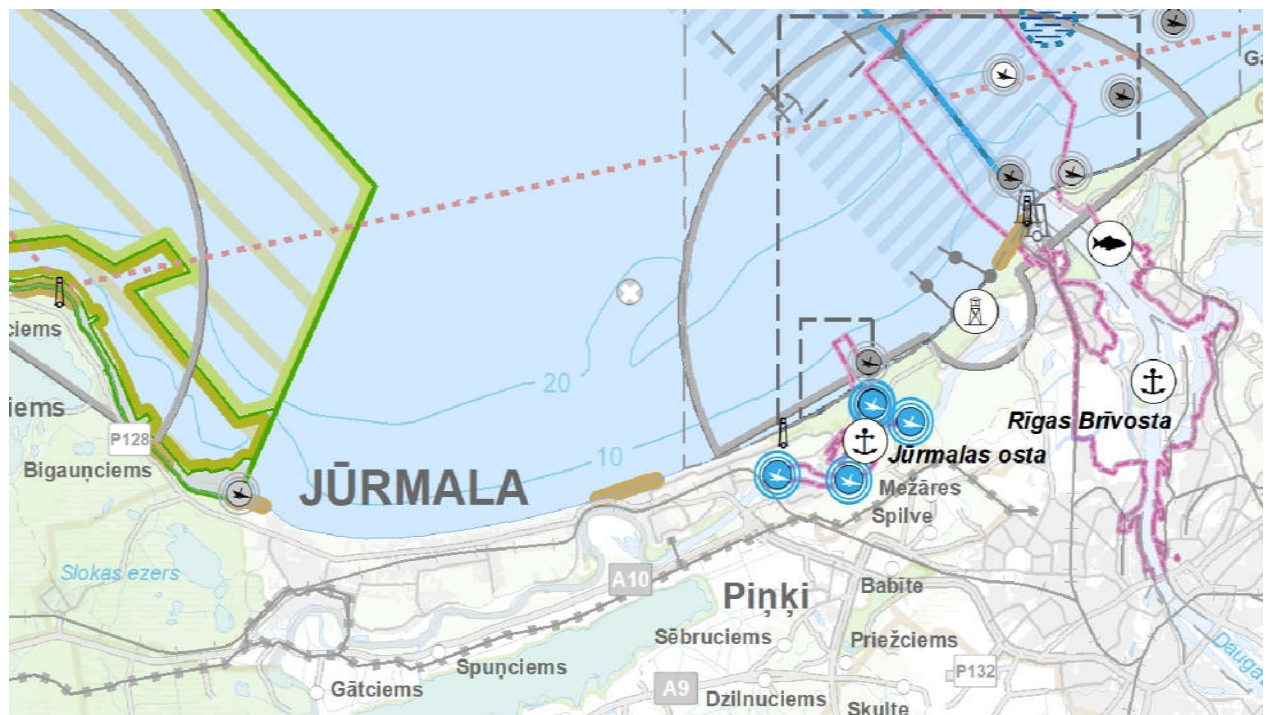 Ga
20
ciems
iems
P128
Rīgas Brīvosta
Bigauņciems
10
Jūrmalas osta
JŪRMALA
Mežāres
Spilve
Slokas ezers
A10
Babīte
Piņķi
Sēbruciems
Priežciems
Dauga
Spuņciems
P132
Gātciems
A9
Dzilnuciems
Skulte